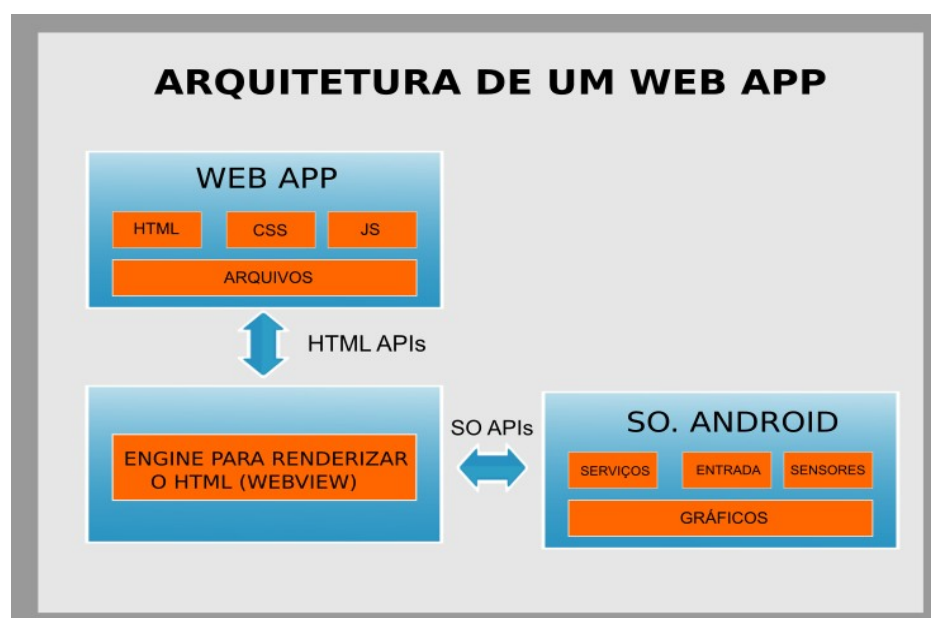 ARQUITETURA DE UM WEB APP
WEB APP
HTML
CSS
JS
ARQUIVOS
HTML APIs
ENGINE PARA RENDERIZAR
O HTML (WEBVIEW)
SO APIs
SO. ANDROID
SERVIÇOS
ENTRADA
SENSORES
GRÁFICOS